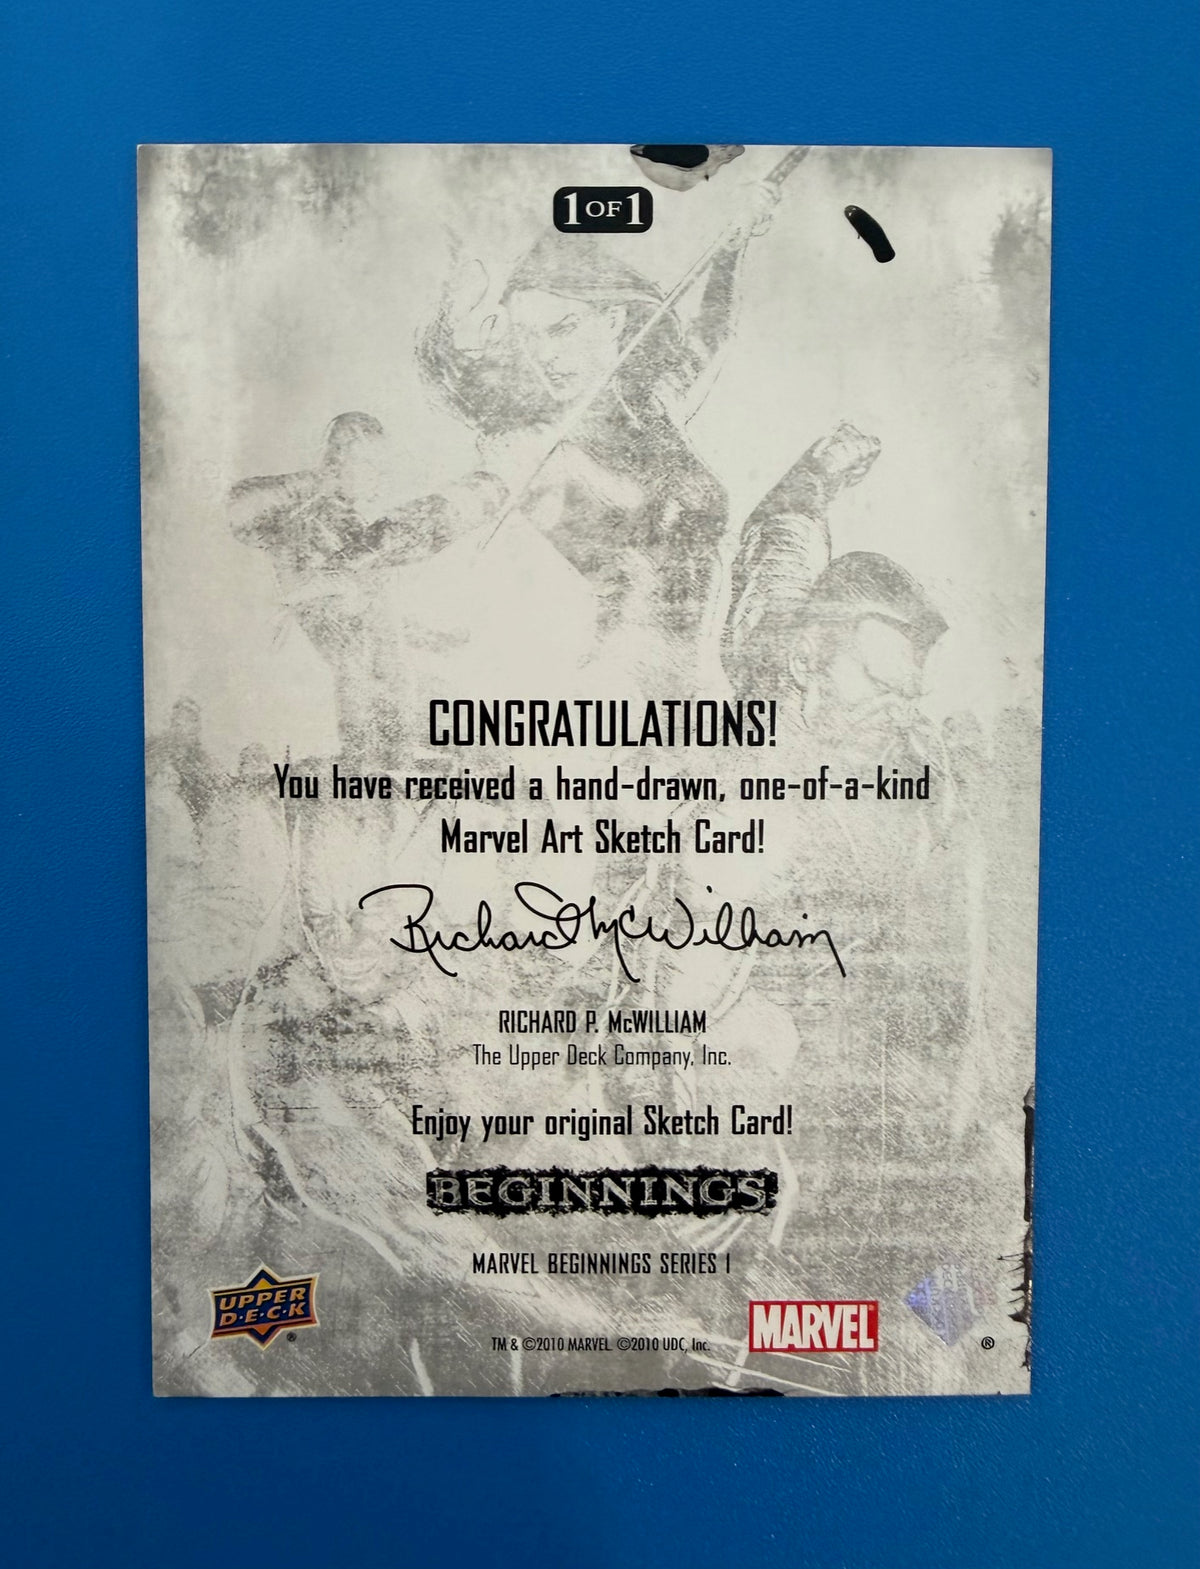 1 OF 1
CONGRATULATIONS!
You have received a hand-drawn, one-of-a-kind
Marvel Art Sketch Card!
Richard McWilliam
RICHARD P. McWILLIAM
The Upper Deck Company, Inc.
Enjoy your original Sketch Card!
BEGINNINGS
MARVEL BEGINNINGS SERIES I
UPPER
D·E·C·K
®
TM & ©2010 MARVEL. ©2010 UDC, Inc.
MARVEL
®